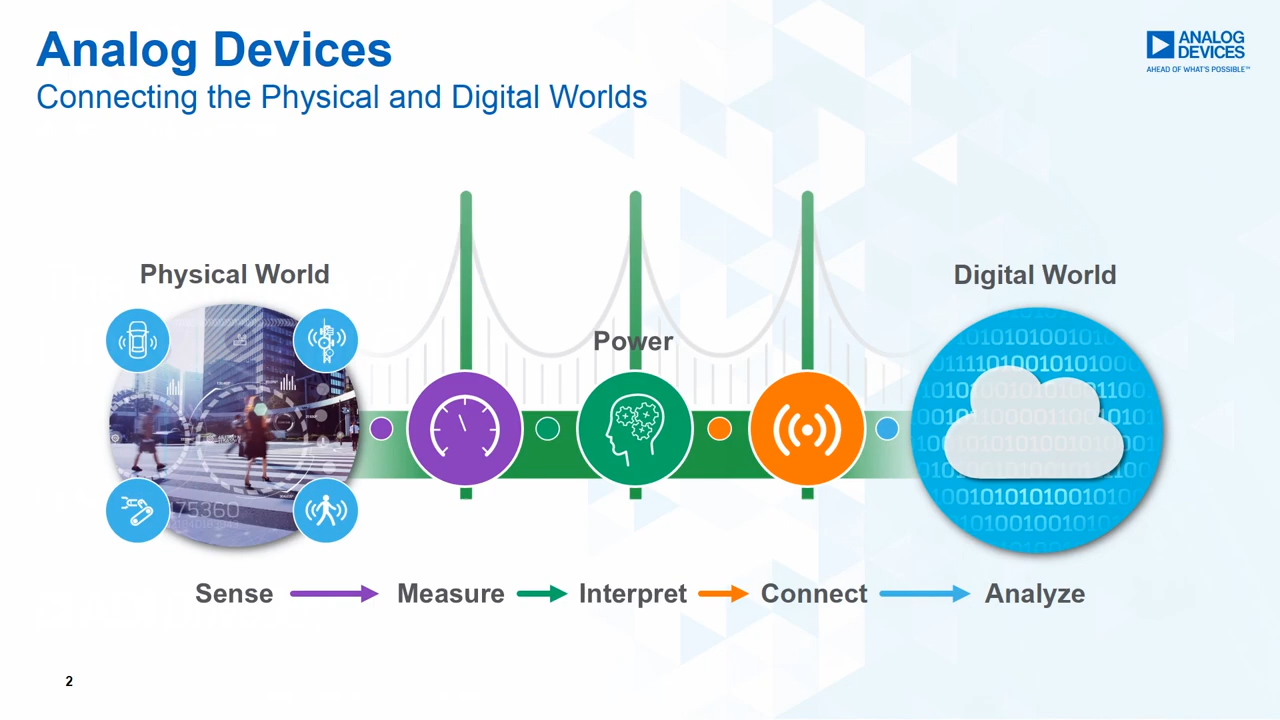 Analog Devices
Connecting the Physical and Digital Worlds
ANALOG
DEVICES
AHEAD OF WHAT'S POSSIBLE™
Physical World
Digital World
Power
75360
Sense
Measure
Interpret
Connect
Analyze
2